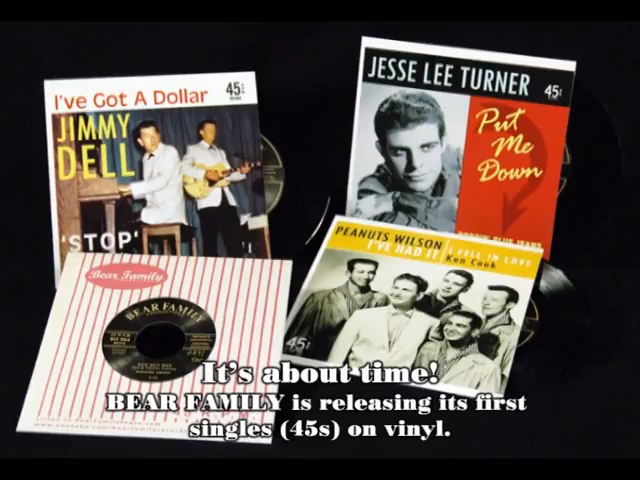 I've Got A Dollar
45
JIMMY
DELL
'STOP'
JESSE LEE TURNER
45
Put
Me
Down
PEANUTS WILSON
I'VE HAD IT
I FELL IN LOVE
Ken Cook
45
Bear Family
BEAR FAMILY
It's about time!
BEAR FAMILY is releasing its first
singles (45s) on vinyl.